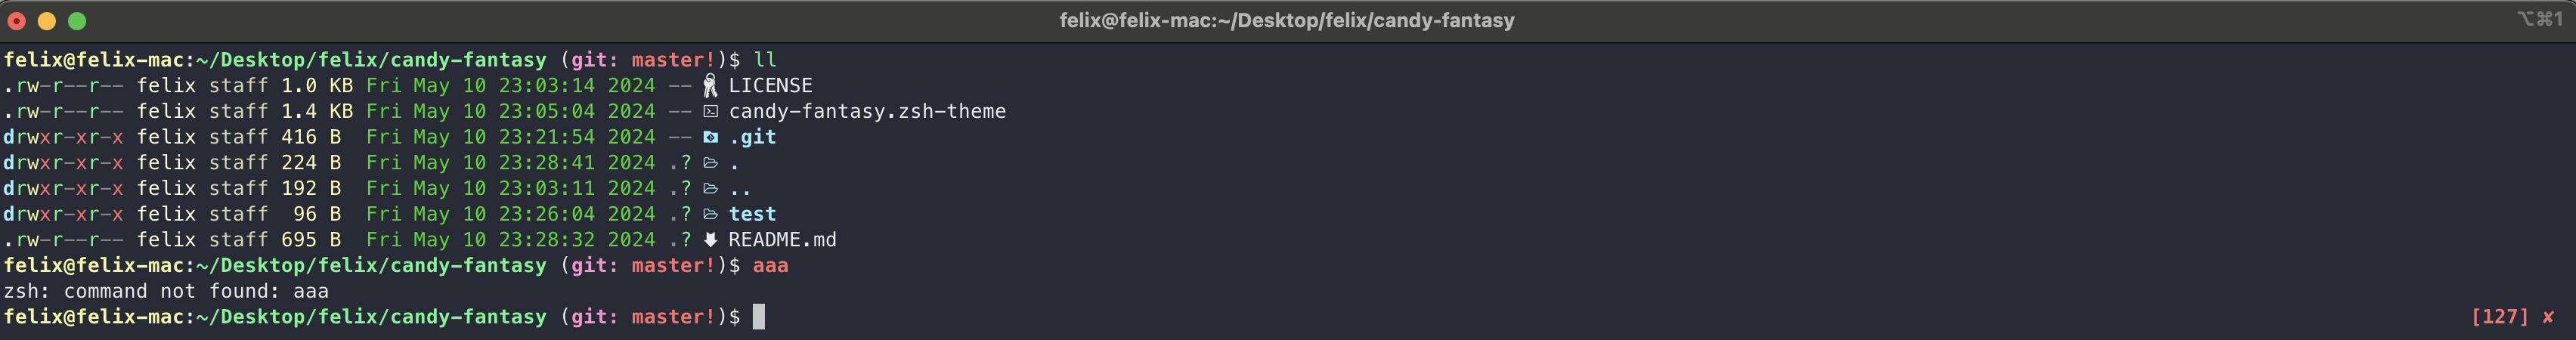 felix@felix-mac:~/Desktop/felix/candy-fantasy
⌥⌘1
felix@felix-mac:~/Desktop/felix/candy-fantasy (git: master!)$ ll
.rw-r--r-- felix staff 1.0 KB Fri May 10 23:03:14 2024 -- LICENSE
.rw-r--r-- felix staff 1.4 KB Fri May 10 23:05:04 2024 -- candy-fantasy.zsh-theme
drwxr-xr-x felix staff 416 B  Fri May 10 23:21:54 2024 -- .git
drwxr-xr-x felix staff 224 B  Fri May 10 23:28:41 2024 .? .
drwxr-xr-x felix staff 192 B  Fri May 10 23:03:11 2024 .? ..
drwxr-xr-x felix staff  96 B  Fri May 10 23:26:04 2024 .? test
.rw-r--r-- felix staff 695 B  Fri May 10 23:28:32 2024 .? README.md
felix@felix-mac:~/Desktop/felix/candy-fantasy (git: master!)$ aaa
zsh: command not found: aaa
felix@felix-mac:~/Desktop/felix/candy-fantasy (git: master!)$ [127] ✘